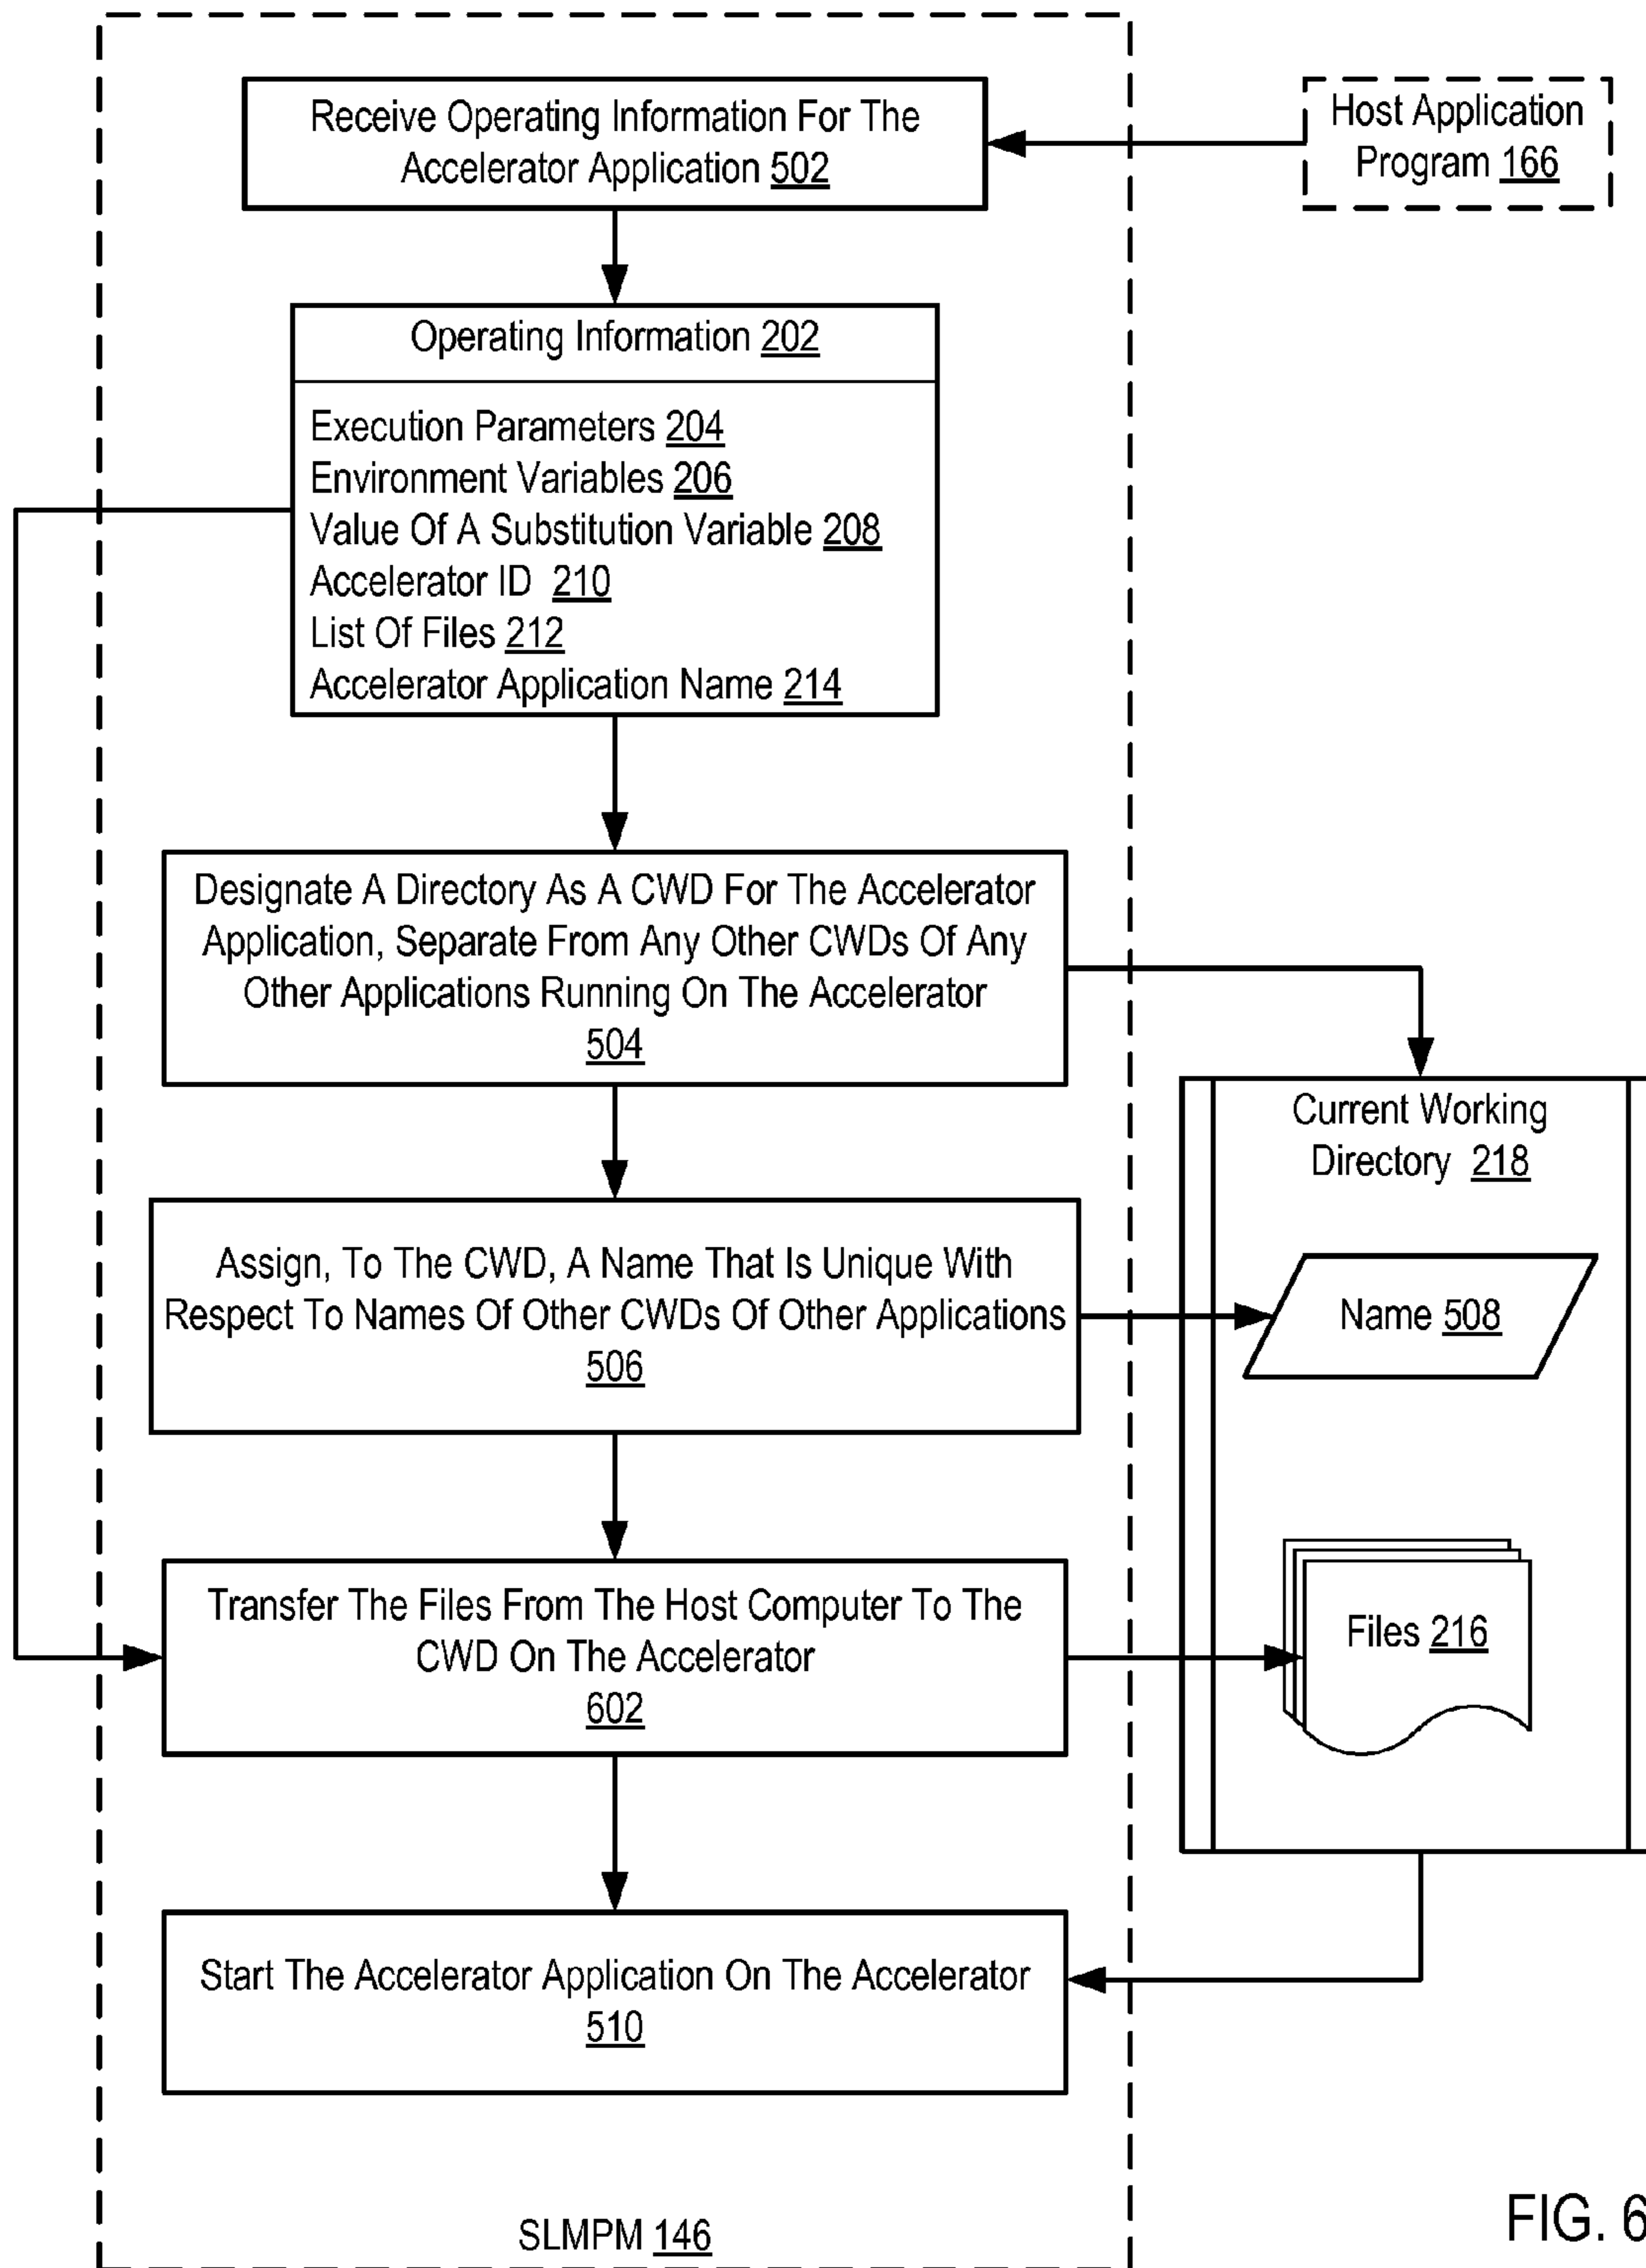 Receive Operating Information For The
Accelerator Application 502
Host Application
Program 166
Operating Information 202
Execution Parameters 204
Environment Variables 206
Value Of A Substitution Variable 208
Accelerator ID 210
List Of Files 212
Accelerator Application Name 214
Designate A Directory As A CWD For The Accelerator
Application, Separate From Any Other CWDs Of Any
Other Applications Running On The Accelerator
504
Current Working
Directory 218
Assign, To The CWD, A Name That Is Unique With
Respect To Names Of Other CWDs Of Other Applications
506
Name 508
Transfer The Files From The Host Computer To The
CWD On The Accelerator
602
Files 216
Start The Accelerator Application On The Accelerator
510
SLMPM 146
FIG. 6